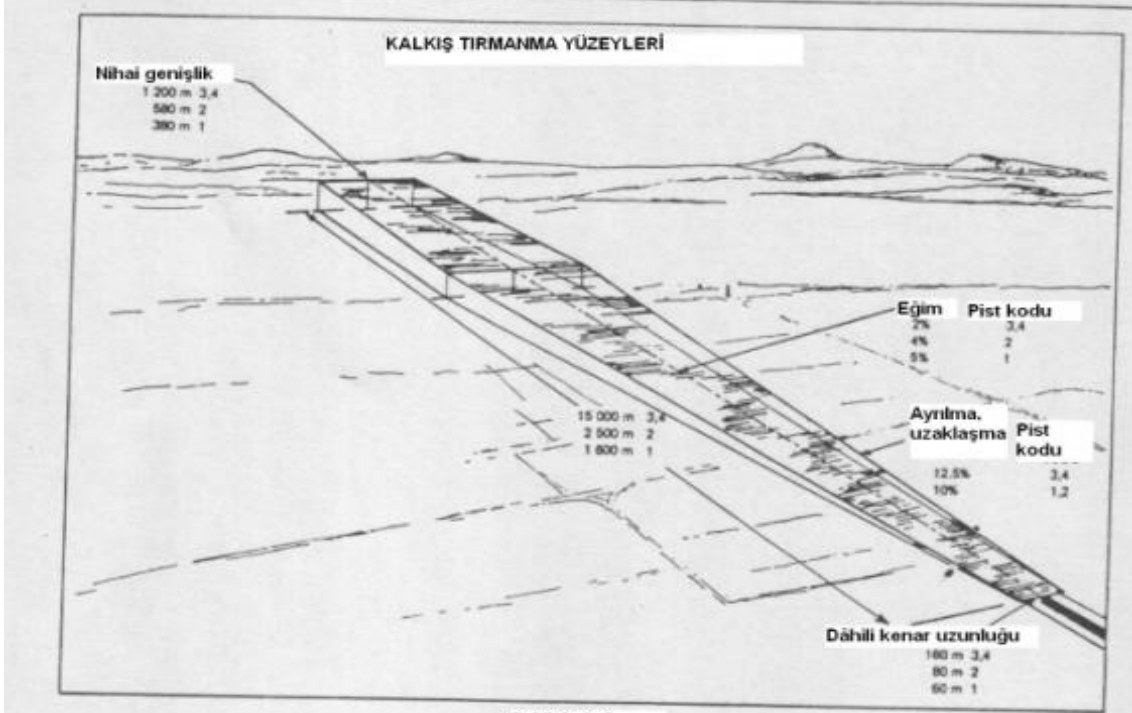 KALKIŞ TIRMANMA YÜZEYLERİ
Nihai genişlik
1 200 m 3,4
580 m 2
380 m 1
Eğim Pist kodu
2% 3,4
4% 2
5% 1
15 000 m 3,4
2 500 m 2
1 600 m 1
Ayrılma,
uzaklaşma Pist
kodu
12.5% 3,4
10% 1,2
Dâhili kenar uzunluğu
180 m 3,4
80 m 2
60 m 1